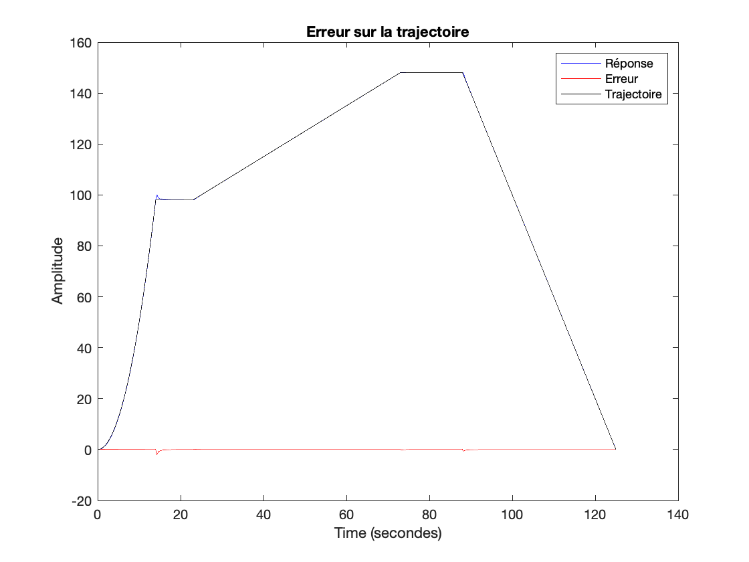 Erreur sur la trajectoire
160
140
120
100
80
60
40
20
0
-20
Amplitude
Réponse
Erreur
Trajectoire
0 20 40 60 80 100 120 140
Time (secondes)